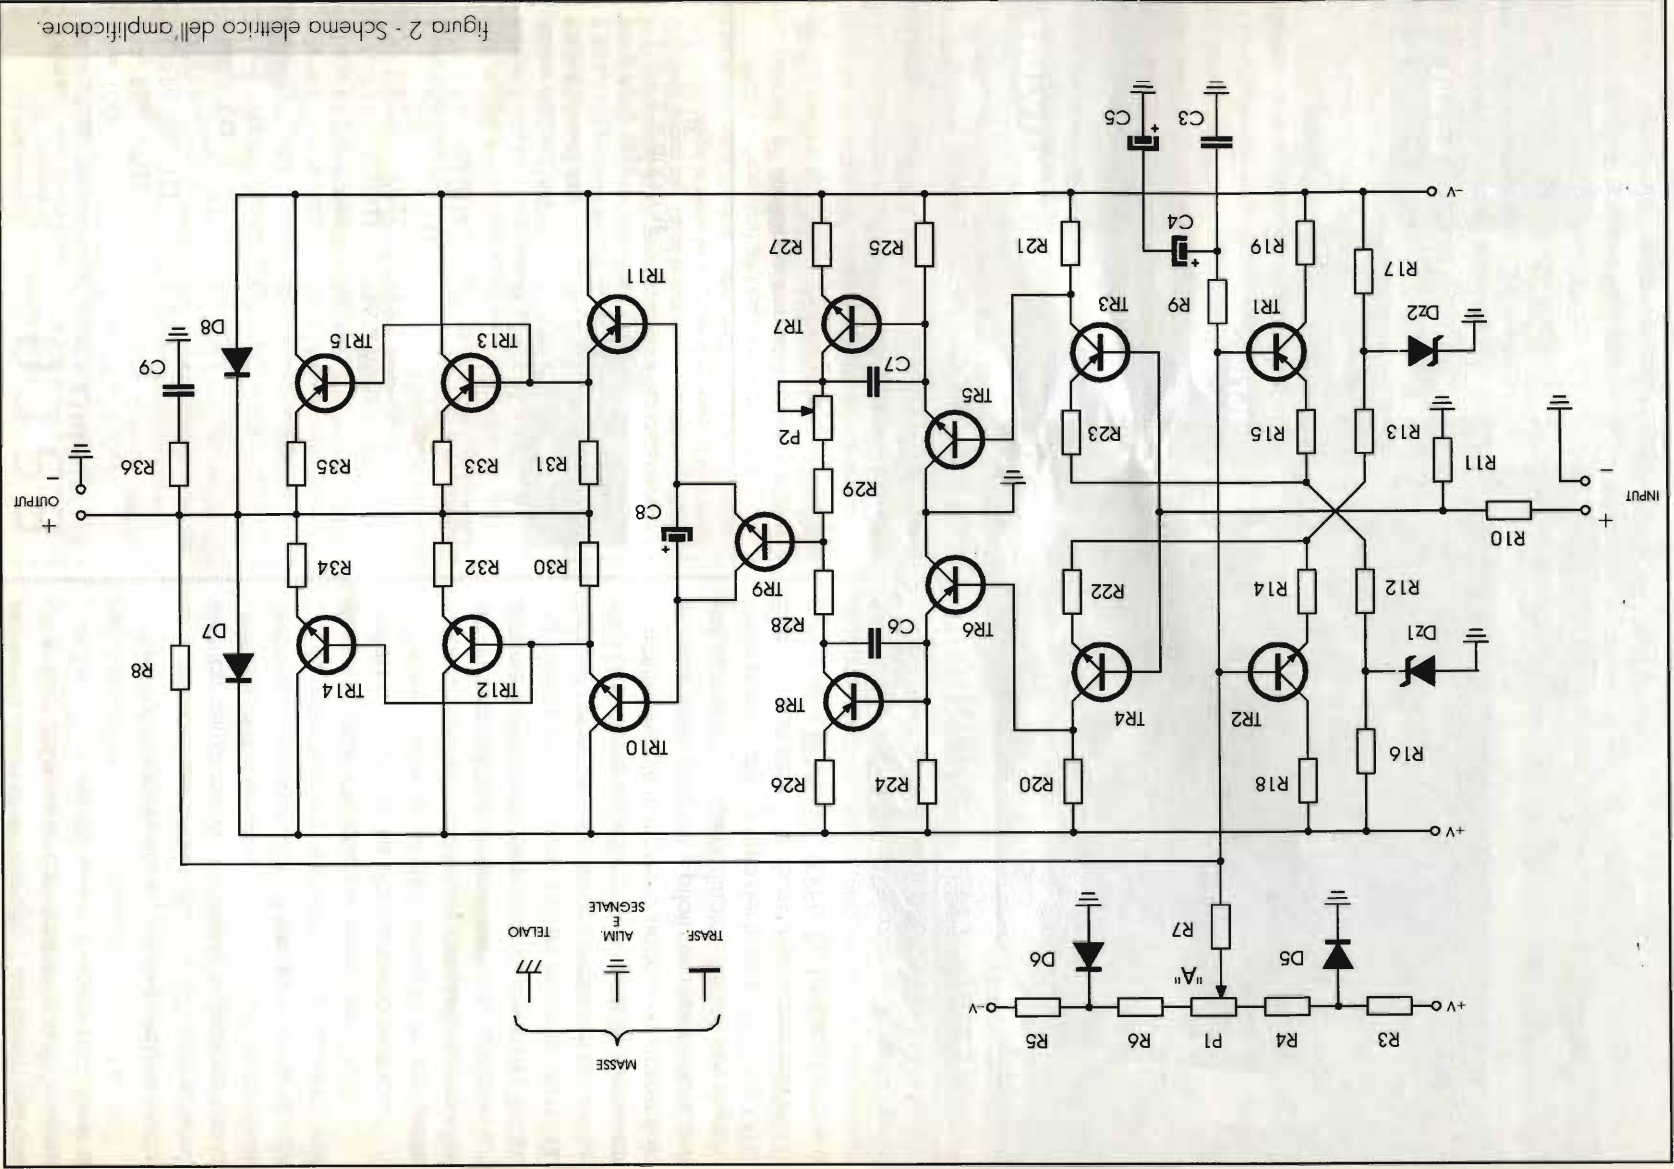 MASSE
R3 R4 P1 R6 R5
+V -V
D5 "A" D6
R7
TRASF. ALIM. E SEGNALE TELAIO
+V
R16 R18 R20 R24 R26
TR10
TR2 TR4 TR8 TR12 TR14
R8
Dz1 TR6 C6 D7
R12 R14 R22 R28
TR9
R30 R32 R34
R10
INPUT + -
C8
OUTPUT + -
R11
R29
R31 R33 R35 R36
R13 R15 R23 P2
TR5
C7 C9
TR13 TR15
Dz2 TR1 R9 TR3 TR7 D8
TR11
R17 R19 R21 R25 R27
C4 +
-V
C3 C5 +
figura 2 - Schema elettrico dell'amplificatore.